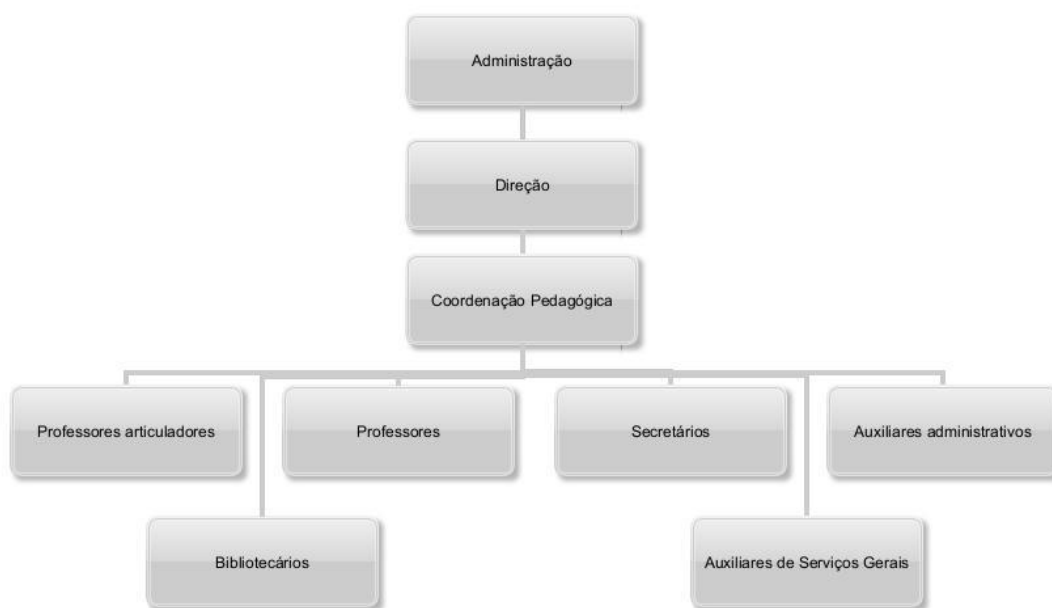 Administração
Direção
Coordenação Pedagógica
Professores articuladores
Professores
Secretários
Auxiliares administrativos
Bibliotecários
Auxiliares de Serviços Gerais